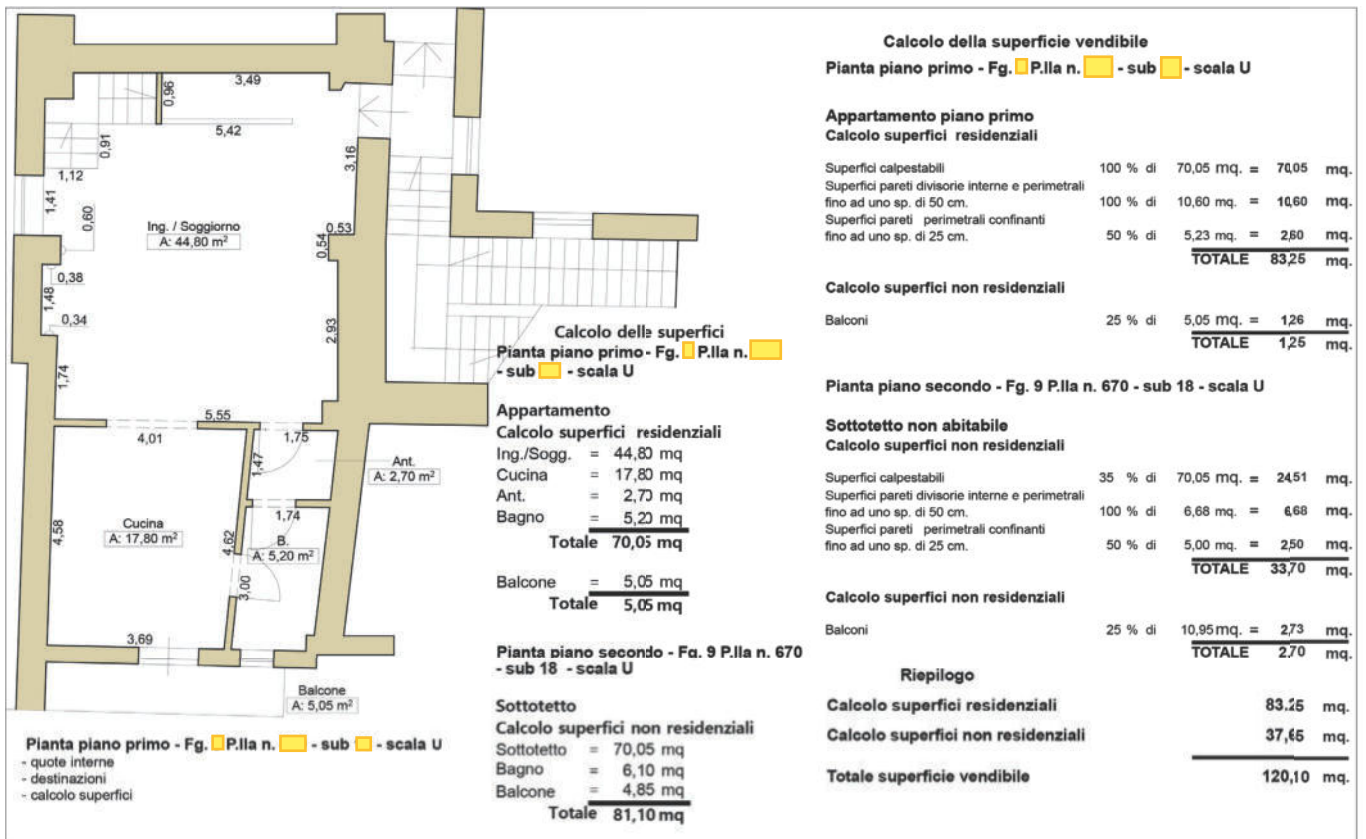 3,49
0,96
5,42
0,91
1,12
3,16
1,41
0,60
Ing. / Soggiorno
A: 44,80 m²
0,53
0,54
0,38
1,48
0,34
2,93
1,74
5,55
4,01
1,75
1,47
Ant.
A: 2,70 m²
1,74
Cucina
A: 17,80 m²
4,58
4,62
B.
A: 5,20 m²
3,00
3,69
Balcone
A: 5,05 m²
Pianta piano primo - Fg. P.lla n. - sub - scala U
- quote interne
- destinazioni
- calcolo superfici
Calcolo delle superfici
Pianta piano primo - Fg. P.lla n.
- sub - scala U
Appartamento
Calcolo superfici residenziali
Ing./Sogg. = 44,80 mq
Cucina = 17,80 mq
Ant. = 2,70 mq
Bagno = 5,20 mq
Totale 70,05 mq
Balcone = 5,05 mq
Totale 5,05 mq
Pianta piano secondo - Fg. 9 P.lla n. 670
- sub 18 - scala U
Sottotetto
Calcolo superfici non residenziali
Sottotetto = 70,05 mq
Bagno = 6,10 mq
Balcone = 4,85 mq
Totale 81,10 mq
Calcolo della superficie vendibile
Pianta piano primo - Fg. P.lla n. - sub - scala U
Appartamento piano primo
Calcolo superfici residenziali
Superfici calpestabili 100 % di 70,05 mq. = 70,05 mq.
Superfici pareti divisorie interne e perimetrali
fino ad uno sp. di 50 cm. 100 % di 10,60 mq. = 10,60 mq.
Superfici pareti perimetrali confinanti
fino ad uno sp. di 25 cm. 50 % di 5,23 mq. = 2,60 mq.
TOTALE 83,25 mq.
Calcolo superfici non residenziali
Balconi 25 % di 5,05 mq. = 1,26 mq.
TOTALE 1,25 mq.
Pianta piano secondo - Fg. 9 P.lla n. 670 - sub 18 - scala U
Sottotetto non abitabile
Calcolo superfici non residenziali
Superfici calpestabili 35 % di 70,05 mq. = 24,51 mq.
Superfici pareti divisorie interne e perimetrali
fino ad uno sp. di 50 cm. 100 % di 6,68 mq. = 6,68 mq.
Superfici pareti perimetrali confinanti
fino ad uno sp. di 25 cm. 50 % di 5,00 mq. = 2,50 mq.
TOTALE 33,70 mq.
Calcolo superfici non residenziali
Balconi 25 % di 10,95 mq. = 2,73 mq.
TOTALE 2,70 mq.
Riepilogo
Calcolo superfici residenziali 83.25 mq.
Calcolo superfici non residenziali 37,65 mq.
Totale superficie vendibile 120,10 mq.